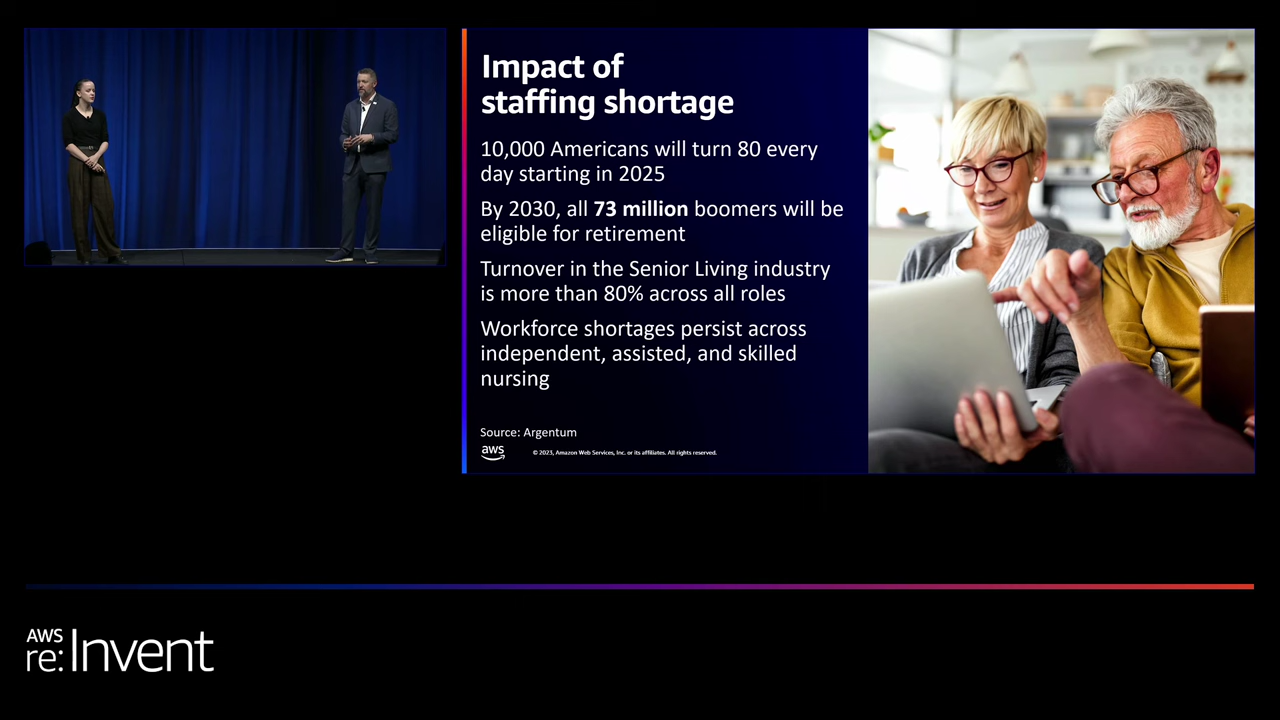 Impact of
staffing shortage
10,000 Americans will turn 80 every
day starting in 2025
By 2030, all 73 million boomers will be
eligible for retirement
Turnover in the Senior Living industry
is more than 80% across all roles
Workforce shortages persist across
independent, assisted, and skilled
nursing
Source: Argentum
aws
© 2023, Amazon Web Services, Inc. or its affiliates. All rights reserved.
AWS
re:Invent